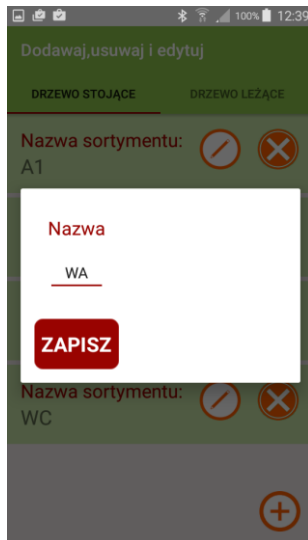 100% 12:39
Dodawaj,usuwaj i edytuj
DRZEWO STOJĄCE DRZEWO LEŻĄCE
Nazwa sortymentu:
A1
Nazwa
WA
ZAPISZ
Nazwa sortymentu:
WC